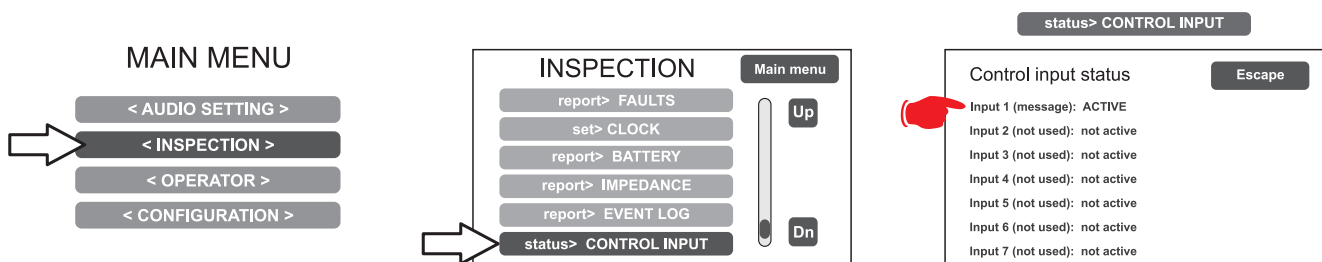 MAIN MENU
< AUDIO SETTING >
< INSPECTION >
< OPERATOR >
< CONFIGURATION >
INSPECTION
Main menu
report> FAULTS
set> CLOCK
report> BATTERY
report> IMPEDANCE
report> EVENT LOG
status> CONTROL INPUT
Up
Dn
status> CONTROL INPUT
Control input status
Escape
Input 1 (message): ACTIVE
Input 2 (not used): not active
Input 3 (not used): not active
Input 4 (not used): not active
Input 5 (not used): not active
Input 6 (not used): not active
Input 7 (not used): not active